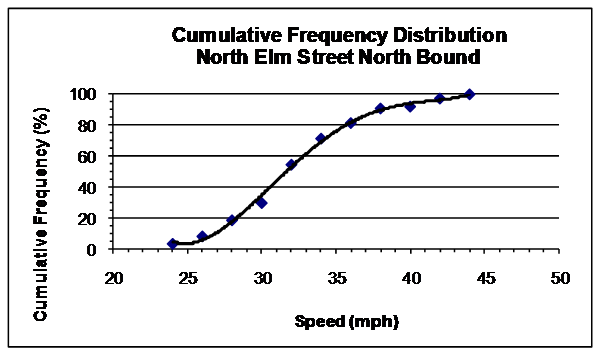 Cumulative Frequency Distribution
North Elm Street North Bound
Cumulative Frequency (%)
100
80
60
40
20
0
20 25 30 35 40 45 50
Speed (mph)